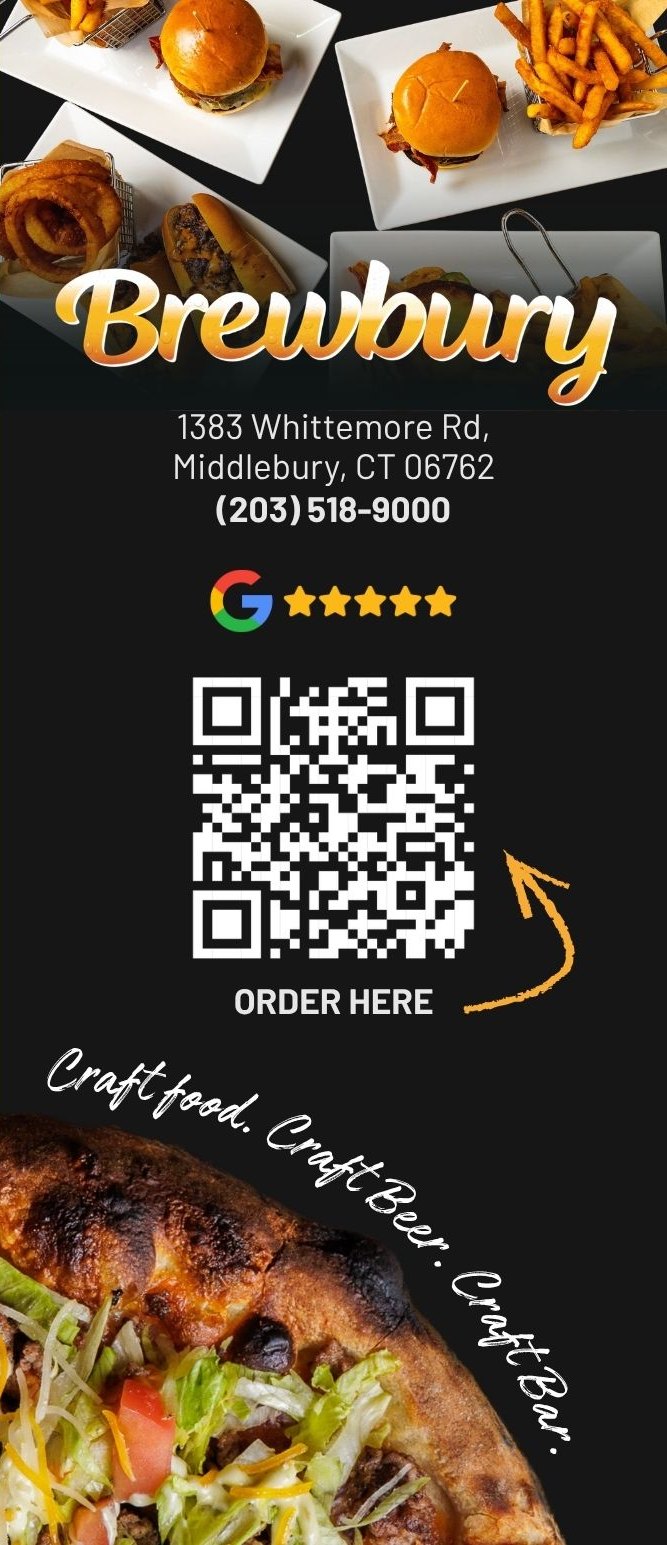 Brewbury
1383 Whittemore Rd,
Middlebury, CT 06762
(203) 518-9000
ORDER HERE
Craft food. Craft Beer. Craft Bar.